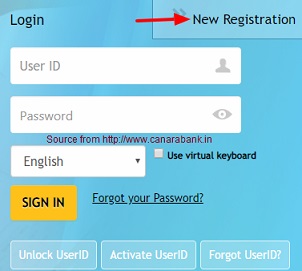 Login
New Registration
User ID
Password
Source from http://www.canarabank.in
English
Use virtual keyboard
SIGN IN
Forgot your Password?
Unlock UserID
Activate UserID
Forgot UserID?